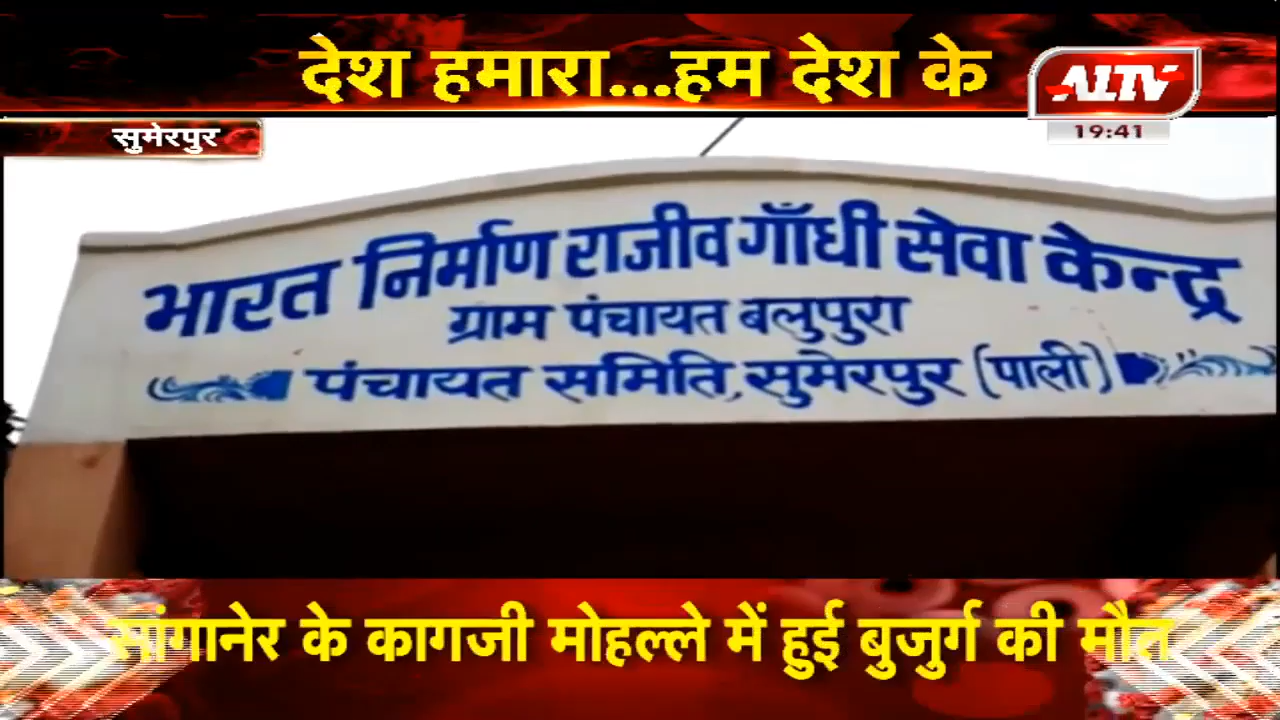 देश हमारा...हम देश के
ALTV
19:41
सुमेरपुर
भारत निर्माण राजीव गाँधी सेवा केन्द्र
ग्राम पंचायत बलुपुरा
पंचायत समिति, सुमेरपुर (पाली)
सांगानेर के कागजी मोहल्ले में हुई बुजुर्ग की मौत